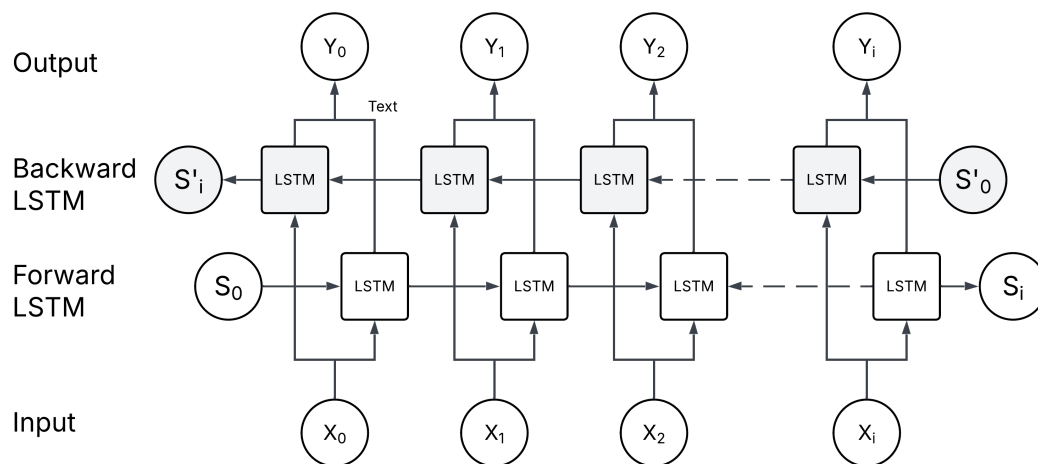 Output
Y₀
Y₁
Y₂
Yᵢ
Text
Backward
LSTM
S'ᵢ
LSTM
LSTM
LSTM
LSTM
S'₀
Forward
LSTM
S₀
LSTM
LSTM
LSTM
LSTM
Sᵢ
Input
X₀
X₁
X₂
Xᵢ